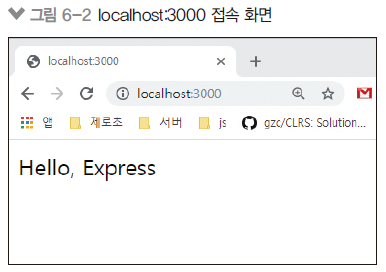 그림 6-2 localhost:3000 접속 화면
localhost:3000
localhost:3000
앱 제로초 서버 js gzc/CLRS: Solution...
Hello, Express